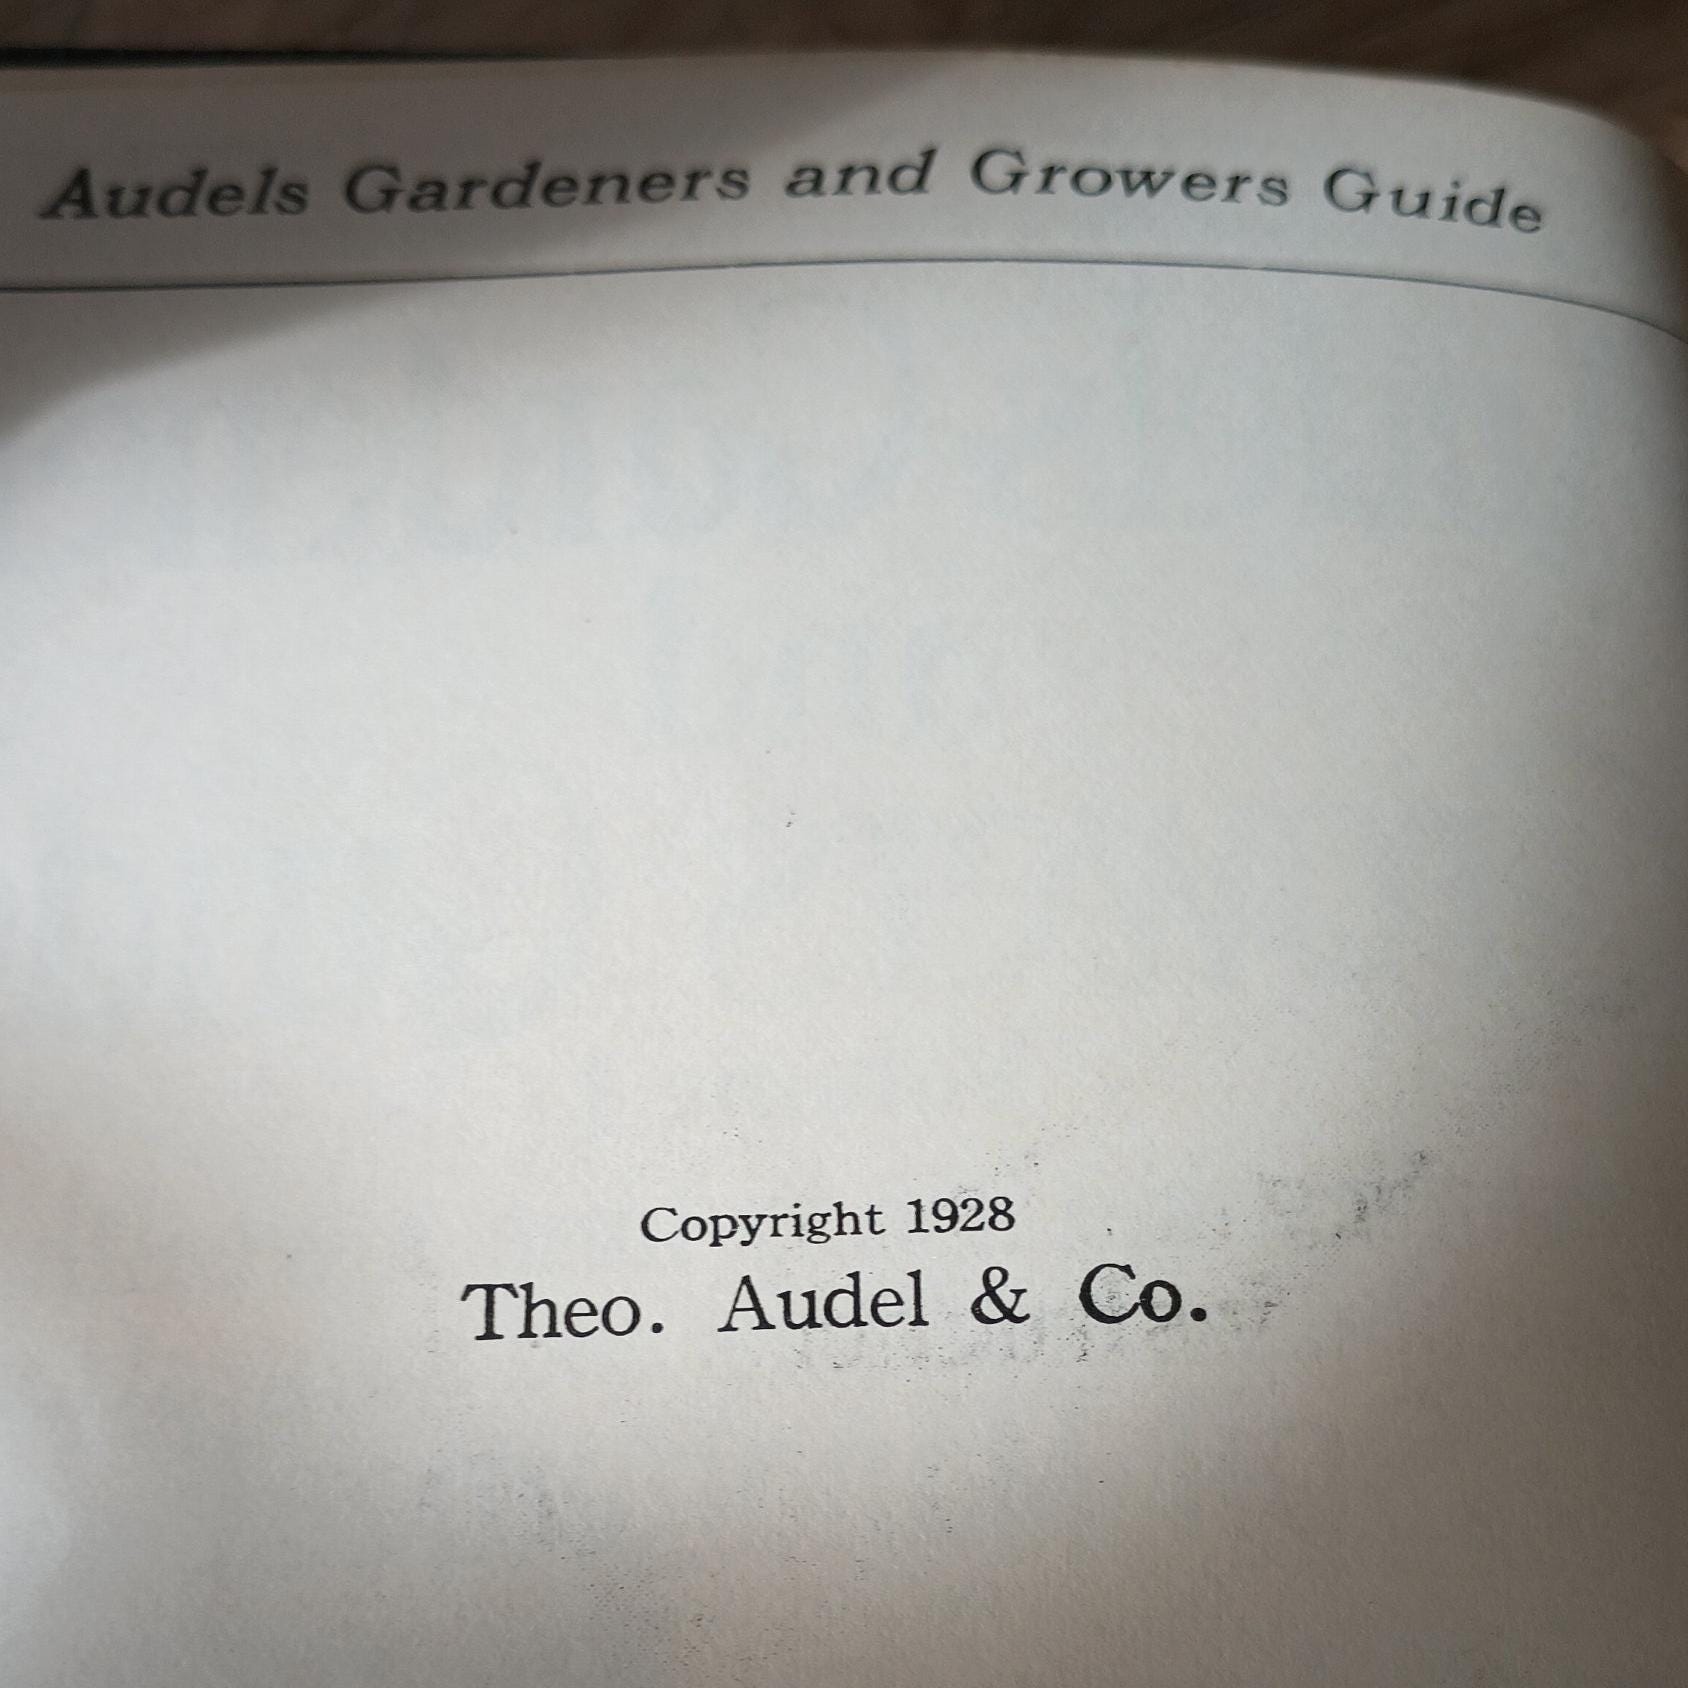 Audels Gardeners and Growers Guide
Copyright 1928
Theo. Audel & Co.